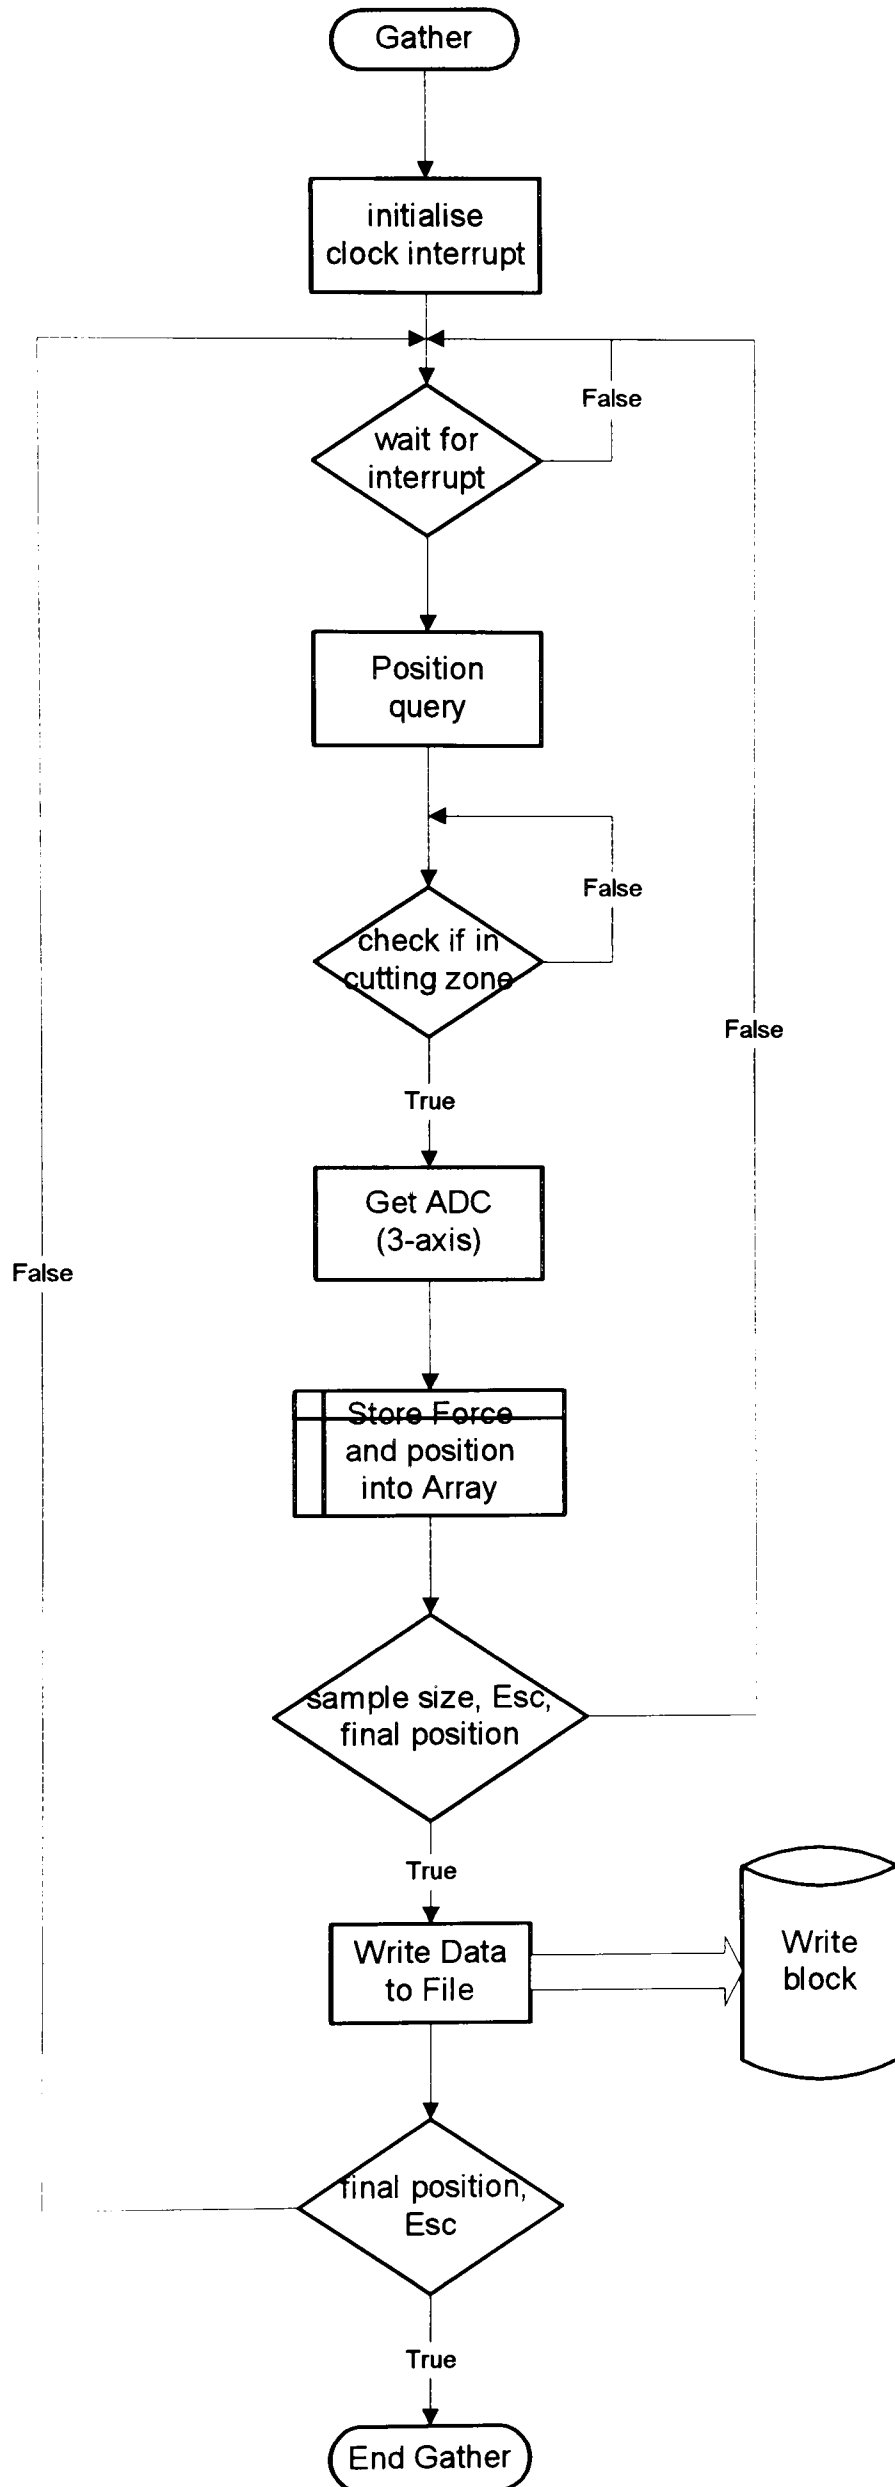 Gather
initialise
clock interrupt
False
wait for
interrupt
Position
query
False
check if in
cutting zone
False
True
Get ADC
(3-axis)
False
Store Force
and position
into Array
sample size, Esc,
final position
True
Write Data
to File
Write
block
final position,
Esc
True
End Gather